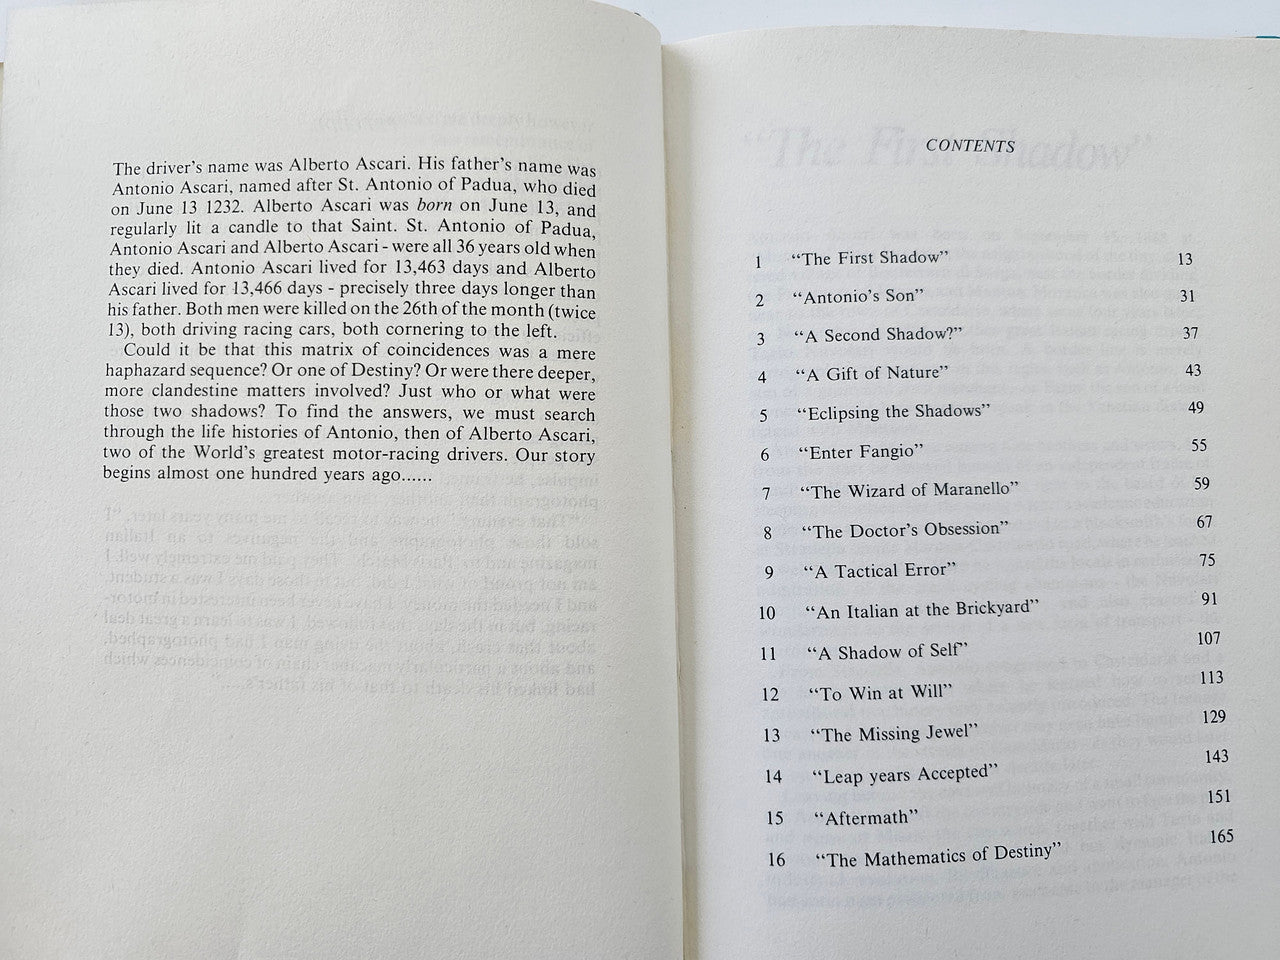 The driver's name was Alberto Ascari. His father's name was
Antonio Ascari, named after St. Antonio of Padua, who died
on June 13 1232. Alberto Ascari was born on June 13, and
regularly lit a candle to that Saint. St. Antonio of Padua,
Antonio Ascari and Alberto Ascari - were all 36 years old when
they died. Antonio Ascari lived for 13,463 days and Alberto
Ascari lived for 13,466 days - precisely three days longer than
his father. Both men were killed on the 26th of the month (twice
13), both driving racing cars, both cornering to the left.
Could it be that this matrix of coincidences was a mere
haphazard sequence? Or one of Destiny? Or were there deeper,
more clandestine matters involved? Just who or what were
those two shadows? To find the answers, we must search
through the life histories of Antonio, then of Alberto Ascari,
two of the World's greatest motor-racing drivers. Our story
begins almost one hundred years ago......
CONTENTS
1 “The First Shadow” 13
2 “Antonio's Son” 31
3 “A Second Shadow?” 37
4 “A Gift of Nature” 43
5 “Eclipsing the Shadows” 49
6 “Enter Fangio” 55
7 “The Wizard of Maranello” 59
8 “The Doctor's Obsession” 67
9 “A Tactical Error” 75
10 “An Italian at the Brickyard” 91
11 “A Shadow of Self” 107
12 “To Win at Will” 113
13 “The Missing Jewel” 129
14 “Leap years Accepted” 143
15 “Aftermath” 151
16 “The Mathematics of Destiny” 165